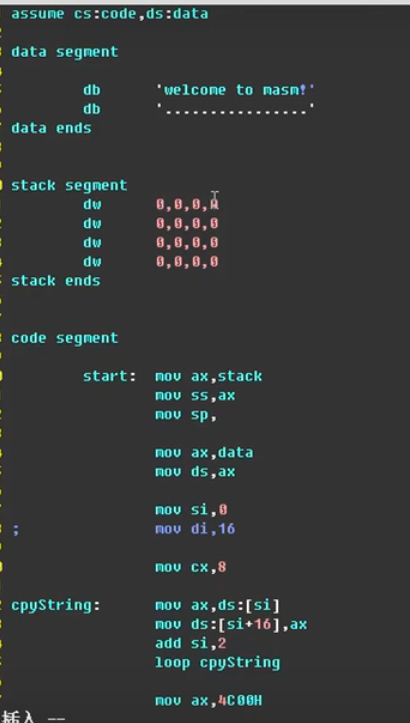 assume cs:code,ds:data
data segment
db 'welcome to masm!'
db '................'
data ends
stack segment
dw 0,0,0,0
dw 0,0,0,0
dw 0,0,0,0
dw 0,0,0,0
stack ends
code segment
start: mov ax,stack
mov ss,ax
mov sp,
mov ax,data
mov ds,ax
mov si,0
; mov di,16
mov cx,8
cpyString: mov ax,ds:[si]
mov ds:[si+16],ax
add si,2
loop cpyString
mov ax,4C00H
插入 --